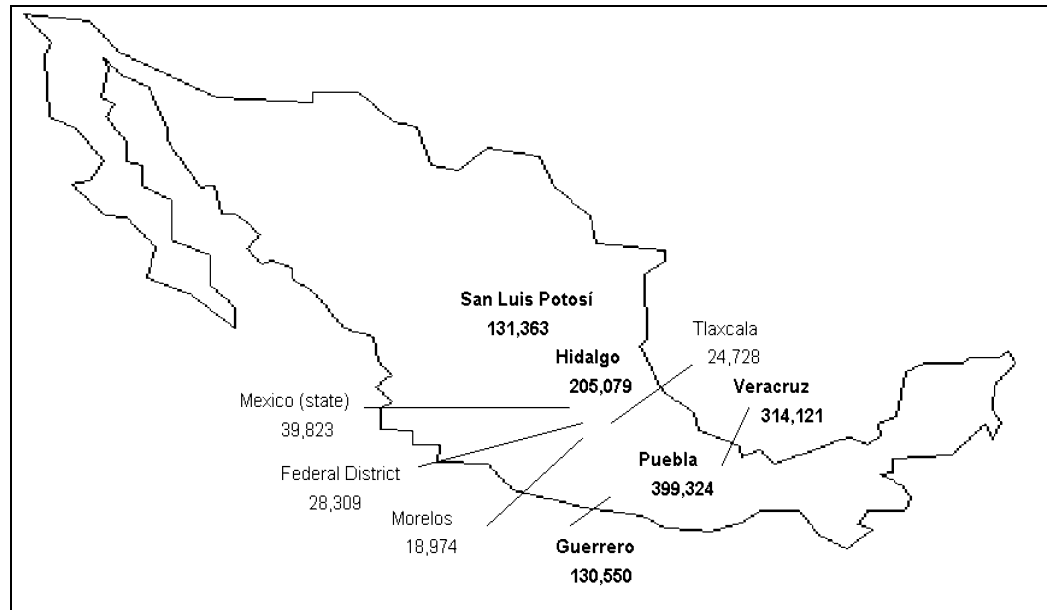 San Luis Potosí
131,363
Tlaxcala
24,728
Hidalgo
205,079
Veracruz
314,121
Mexico (state)
39,823
Puebla
399,324
Federal District
28,309
Morelos
18,974
Guerrero
130,550